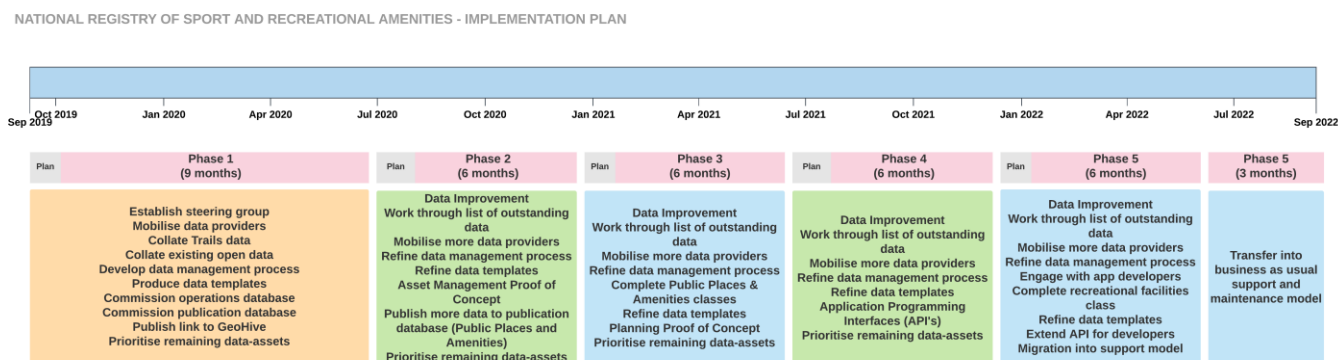 NATIONAL REGISTRY OF SPORT AND RECREATIONAL AMENITIES - IMPLEMENTATION PLAN
Sep 2019
Oct 2019
Jan 2020
Apr 2020
Jul 2020
Oct 2020
Jan 2021
Apr 2021
Jul 2021
Oct 2021
Jan 2022
Apr 2022
Jul 2022
Sep 2022
Plan
Phase 1
(9 months)
Establish steering group
Mobilise data providers
Collate Trails data
Collate existing open data
Develop data management process
Produce data templates
Commission operations database
Commission publication database
Publish link to GeoHive
Prioritise remaining data-assets
Plan
Phase 2
(6 months)
Data Improvement
Work through list of outstanding
data
Mobilise more data providers
Refine data management process
Refine data templates
Asset Management Proof of
Concept
Publish more data to publication
database (Public Places and
Amenities)
Prioritise remaining data-assets
Plan
Phase 3
(6 months)
Data Improvement
Work through list of outstanding
data
Mobilise more data providers
Refine data management process
Complete Public Places &
Amenities classes
Refine data templates
Planning Proof of Concept
Prioritise remaining data-assets
Plan
Phase 4
(6 months)
Data Improvement
Work through list of outstanding
data
Mobilise more data providers
Refine data management process
Refine data templates
Application Programming
Interfaces (API's)
Prioritise remaining data-assets
Plan
Phase 5
(6 months)
Data Improvement
Work through list of outstanding
data
Mobilise more data providers
Refine data management process
Engage with app developers
Complete recreational facilities
class
Refine data templates
Extend API for developers
Migration into support model
Phase 5
(3 months)
Transfer into
business as usual
support and
maintenance model